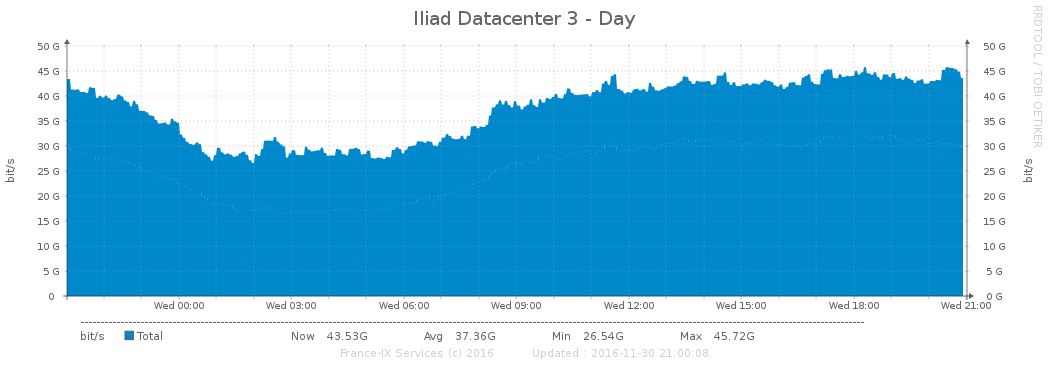 Iliad Datacenter 3 - Day
RRDTOOL / TOBI OETIKER
50 G 50 G
45 G 45 G
40 G 40 G
35 G 35 G
30 G 30 G
25 G 25 G
20 G 20 G
15 G 15 G
10 G 10 G
5 G 5 G
0 0 G
bit/s bit/s
Wed 00:00 Wed 03:00 Wed 06:00 Wed 09:00 Wed 12:00 Wed 15:00 Wed 18:00 Wed 21:00
bit/s Total Now 43.53G Avg 37.36G Min 26.54G Max 45.72G
France-IX Services (c) 2016 Updated : 2016-11-30 21:00:08